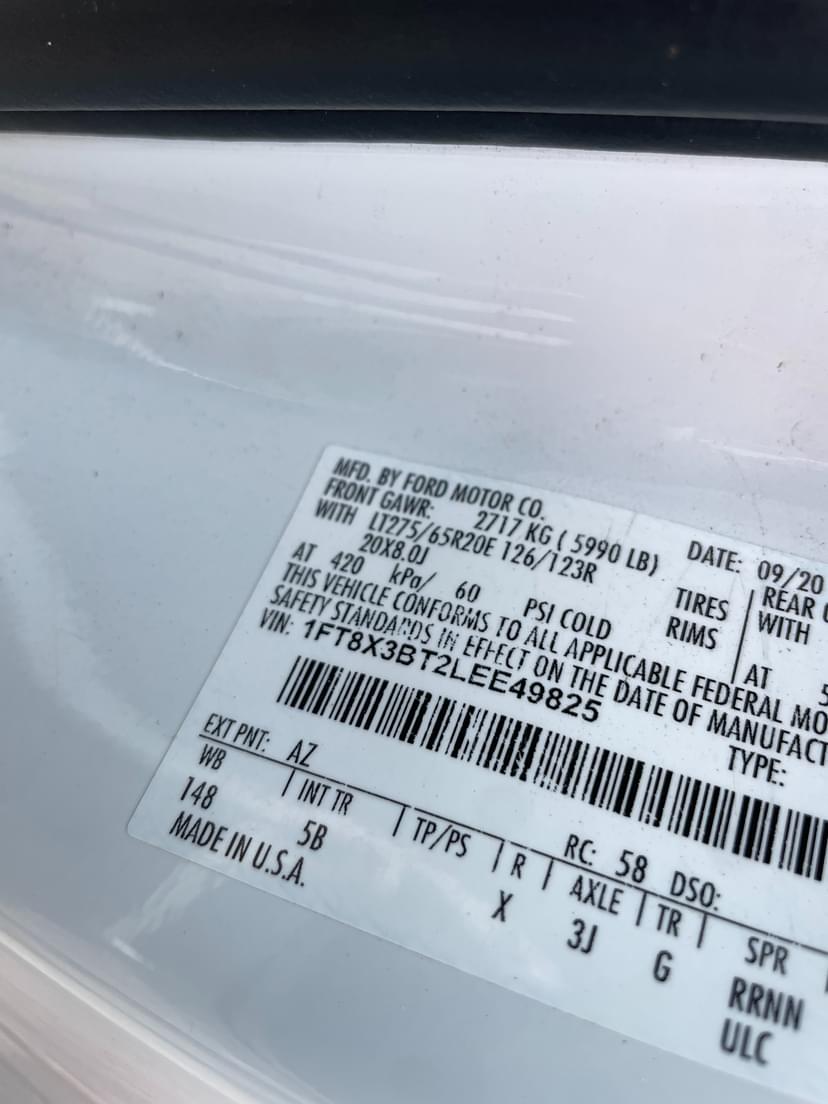 MFD. BY FORD MOTOR CO.
DATE: 09/20
FRONT GAWR: 2717 KG ( 5990 LB)
REAR
WITH LT275/65R20E 126/123R TIRES WITH
20X8.0J RIMS
AT 420 kPa/ 60 PSI COLD AT 5
THIS VEHICLE CONFORMS TO ALL APPLICABLE FEDERAL MO
SAFETY STANDARDS IN EFFECT ON THE DATE OF MANUFACT
VIN: 1FT8X3BT2LEE49825
TYPE:
EXT PNT: AZ RC: 58 DSO:
WB | INT TR | TP/PS | R | AXLE | TR | SPR
148 5B X 3J G RRNN
MADE IN U.S.A. ULC